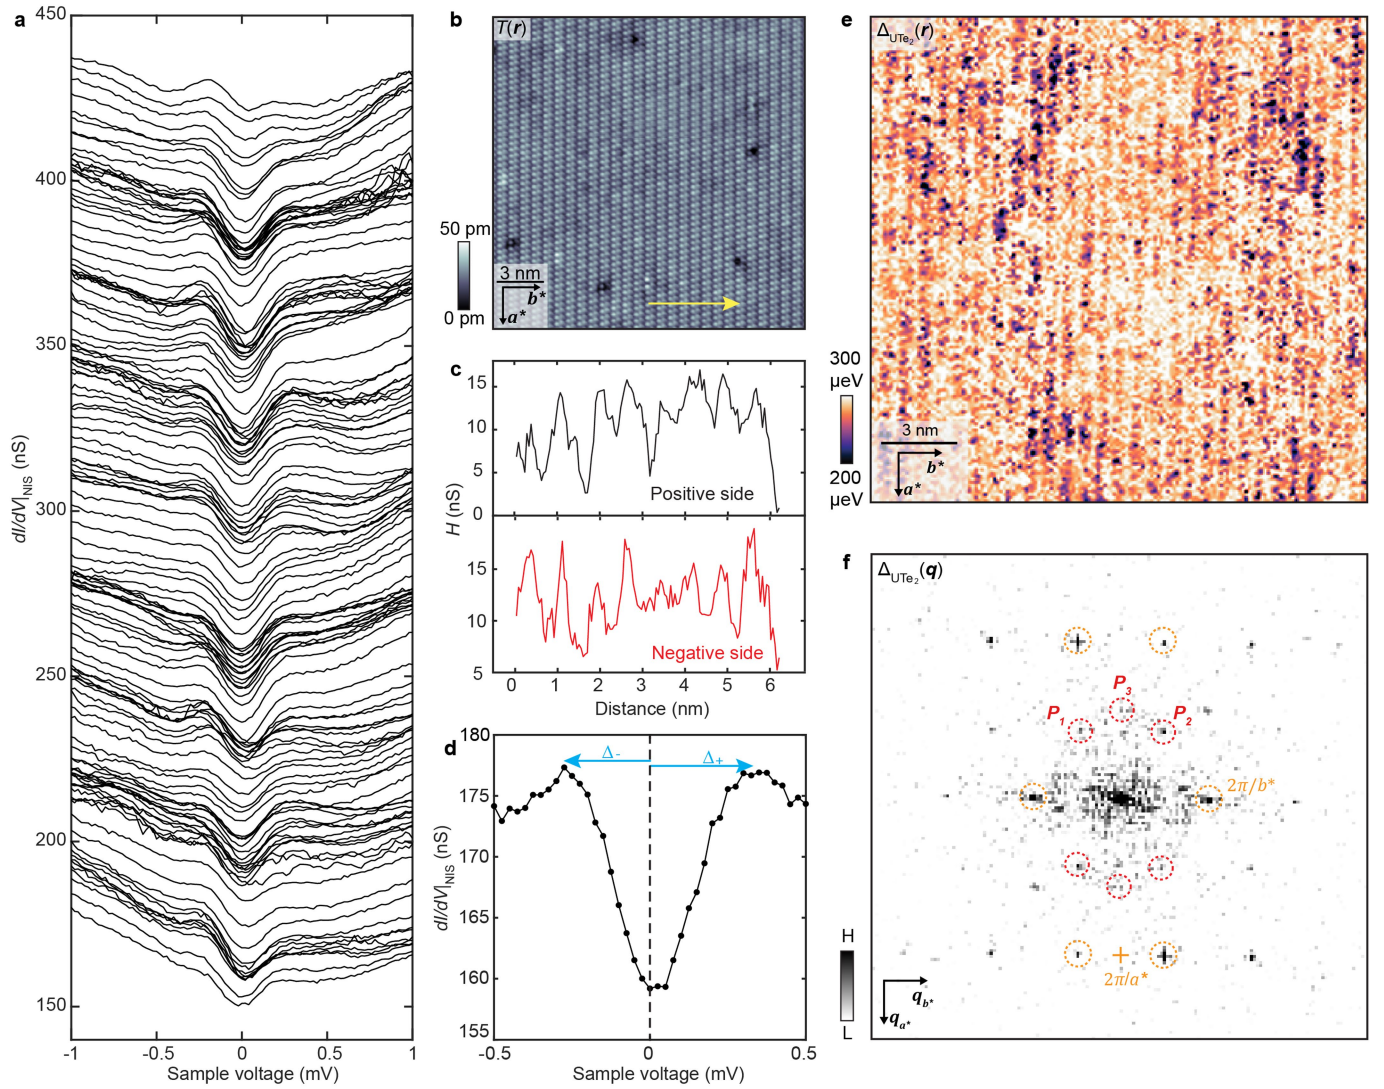 a
450
400
350
300
250
200
150
dI/dV|NIS (nS)
-1
-0.5
0
0.5
1
Sample voltage (mV)
b
T(r)
50 pm
0 pm
3 nm
b*
a*
c
15
10
5
0
Positive side
H (nS)
15
10
5
Negative side
0
1
2
3
4
5
6
Distance (nm)
d
180
175
170
165
160
155
Δ-
Δ+
dI/dV|NIS (nS)
-0.5
0
0.5
Sample voltage (mV)
e
ΔUTe2(r)
300
μeV
200
μeV
3 nm
b*
a*
f
ΔUTe2(q)
P3
P1
P2
2π/b*
2π/a*
H
L
qb*
qa*